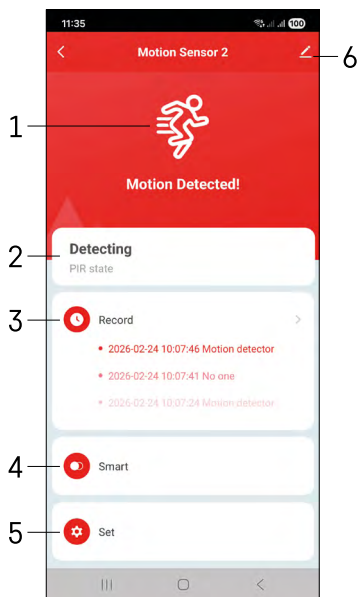 11:35
100
Motion Sensor 2
6
1
Motion Detected!
2
Detecting
PIR state
3
Record
2026-02-24 10:07:46 Motion detector
2026-02-24 10:07:41 No one
2026-02-24 10:07:24 Motion detector
4
Smart
5
Set